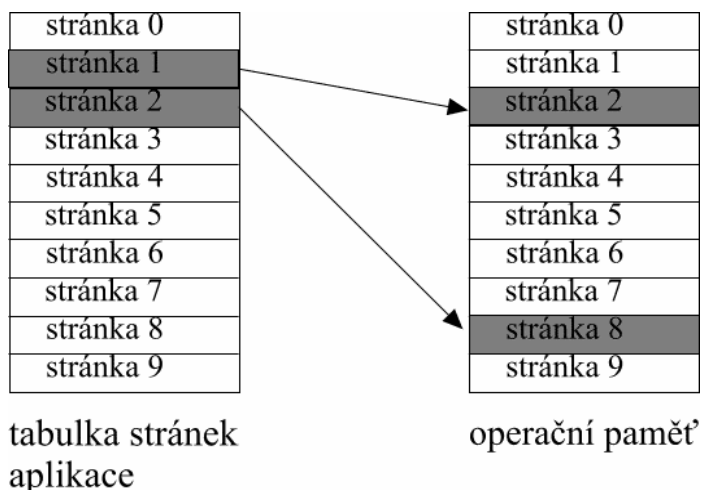 stránka 0
stránka 1
stránka 2
stránka 3
stránka 4
stránka 5
stránka 6
stránka 7
stránka 8
stránka 9
tabulka stránek
aplikace
stránka 0
stránka 1
stránka 2
stránka 3
stránka 4
stránka 5
stránka 6
stránka 7
stránka 8
stránka 9
operační paměť